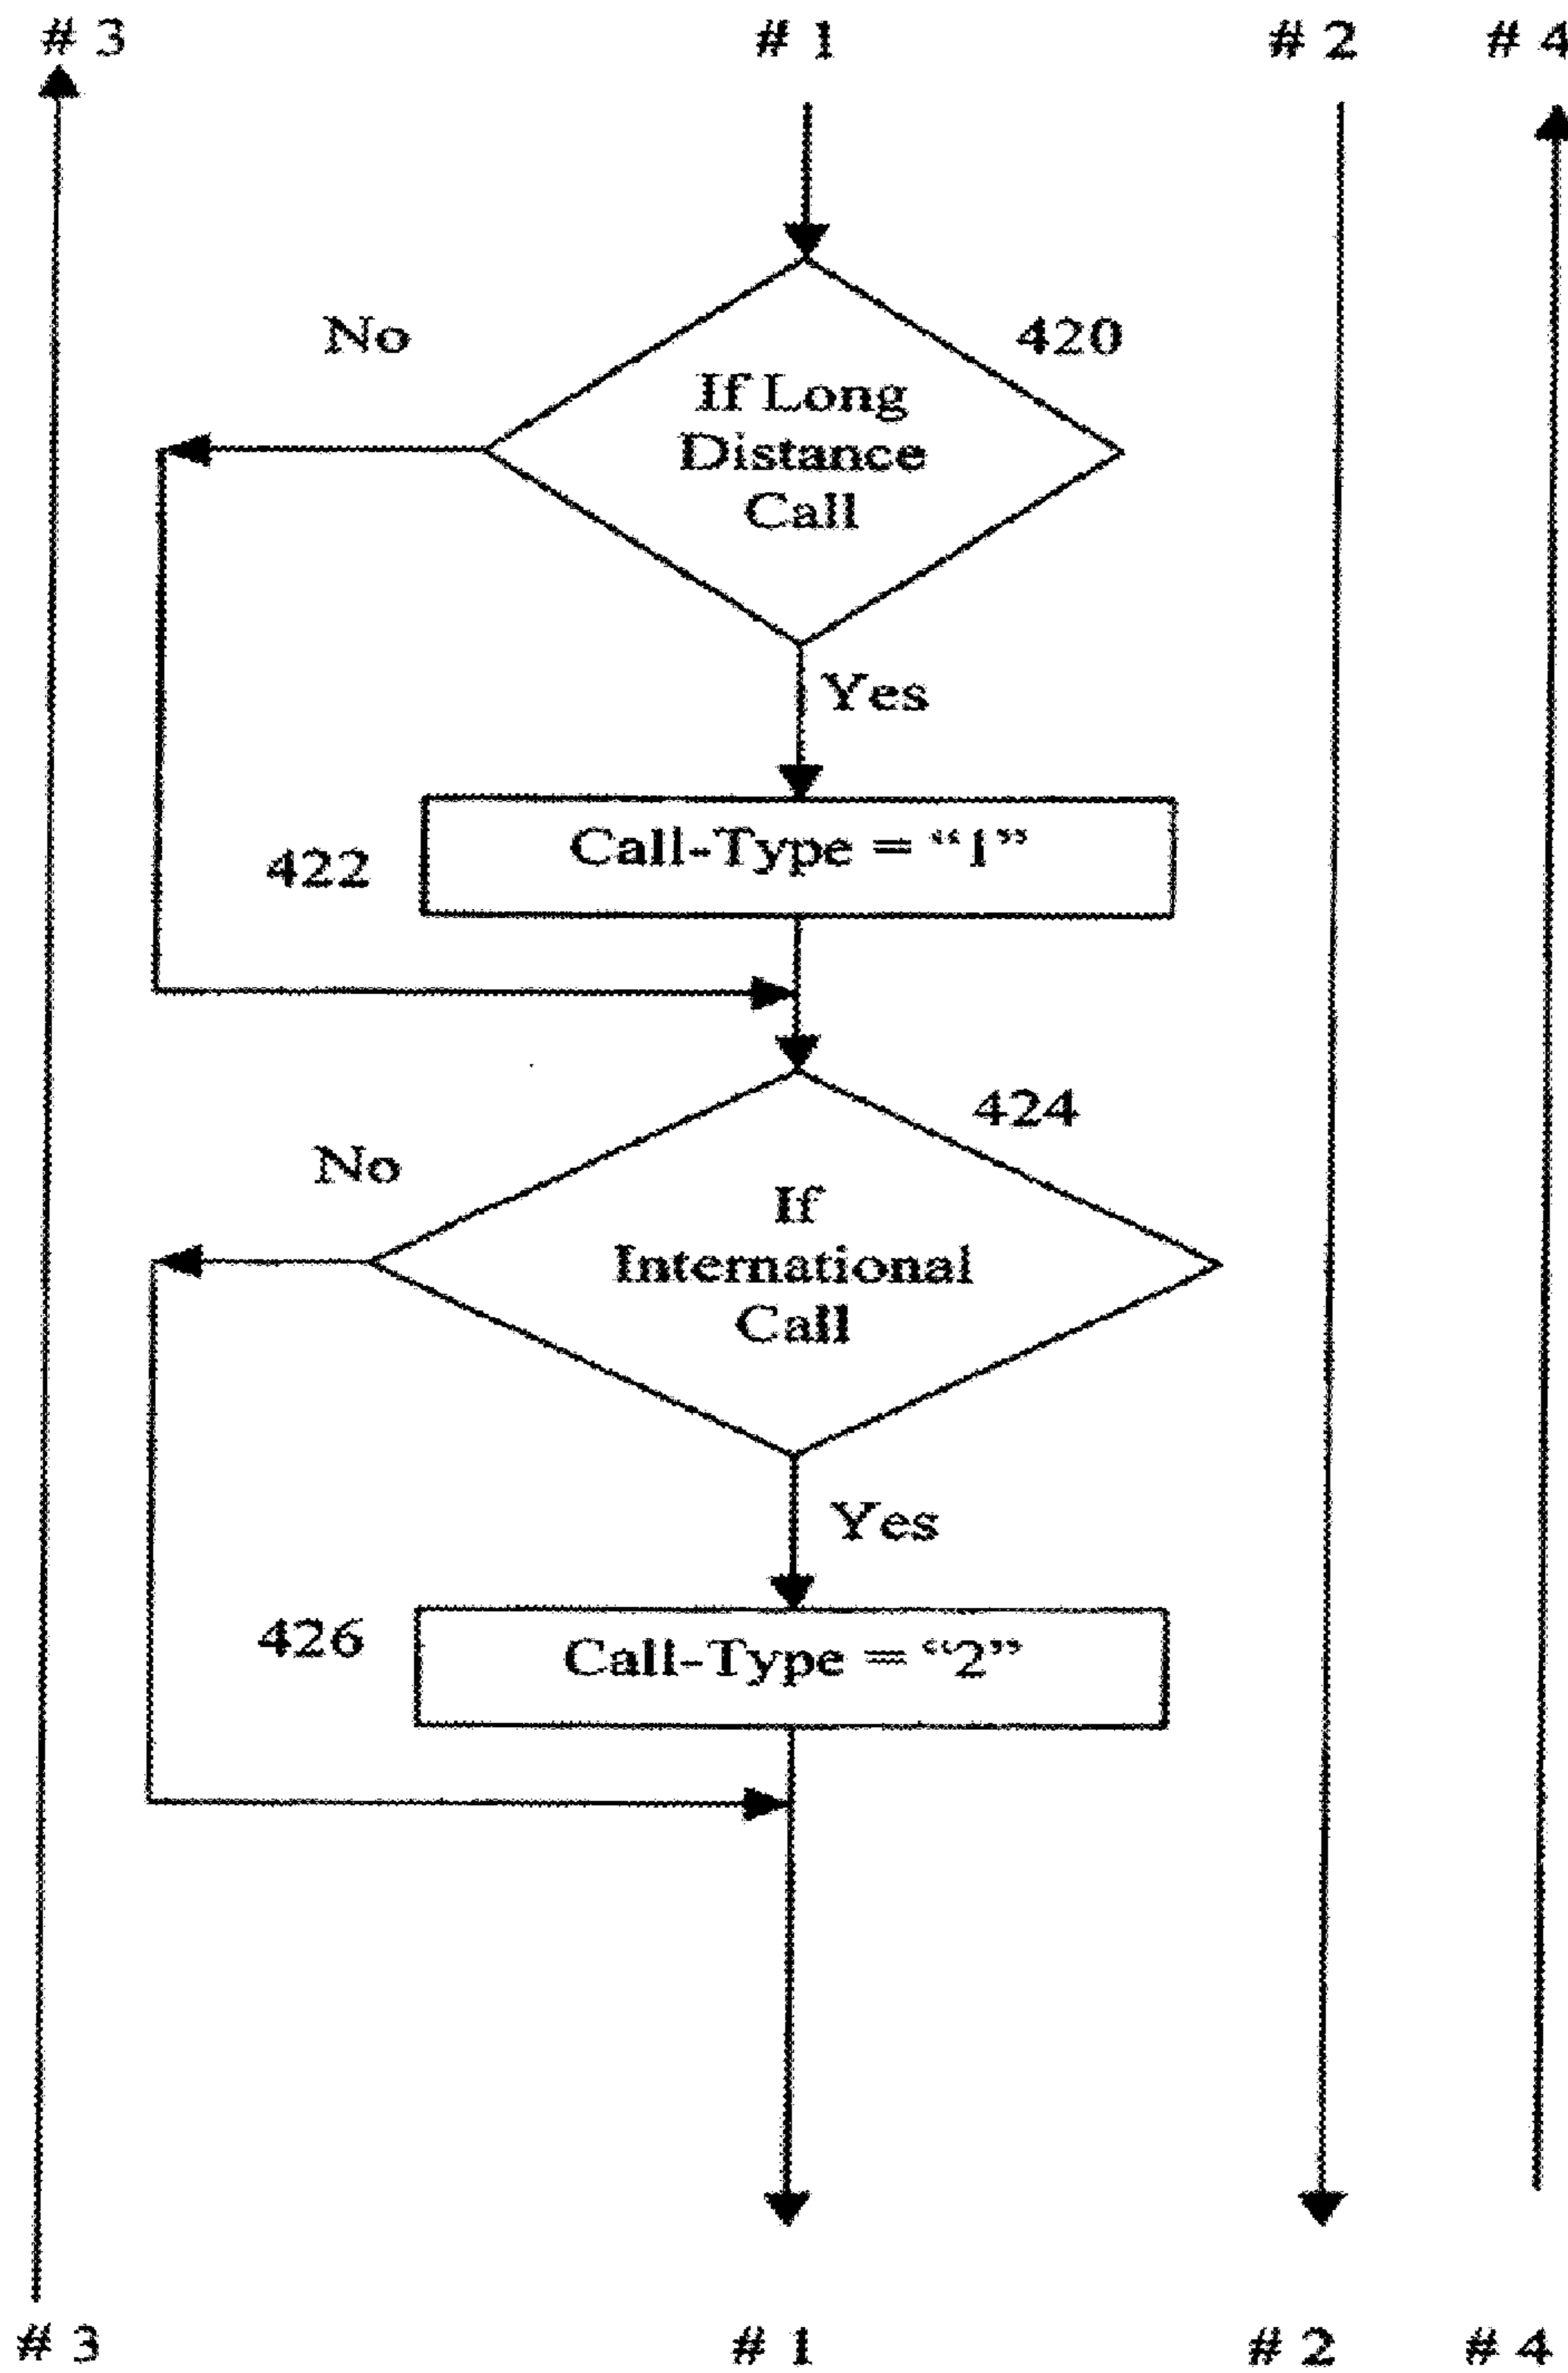 # 3
# 1
# 2
# 4
No
420
If Long
Distance
Call
Yes
422
Call-Type = “1”
424
No
If
International
Call
Yes
426
Call-Type = “2”
# 3
# 1
# 2
# 4